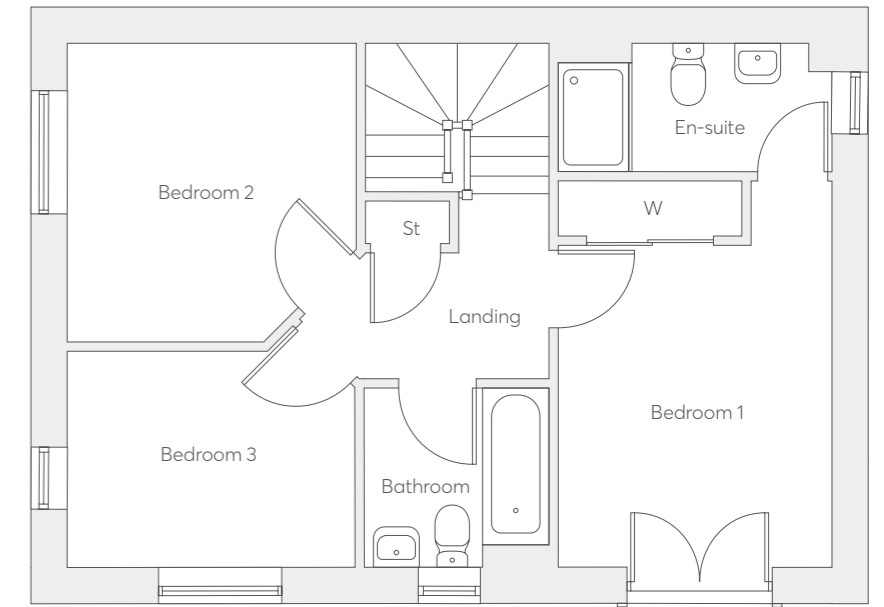 En-suite
Bedroom 2
W
St
Landing
Bedroom 1
Bedroom 3
Bathroom